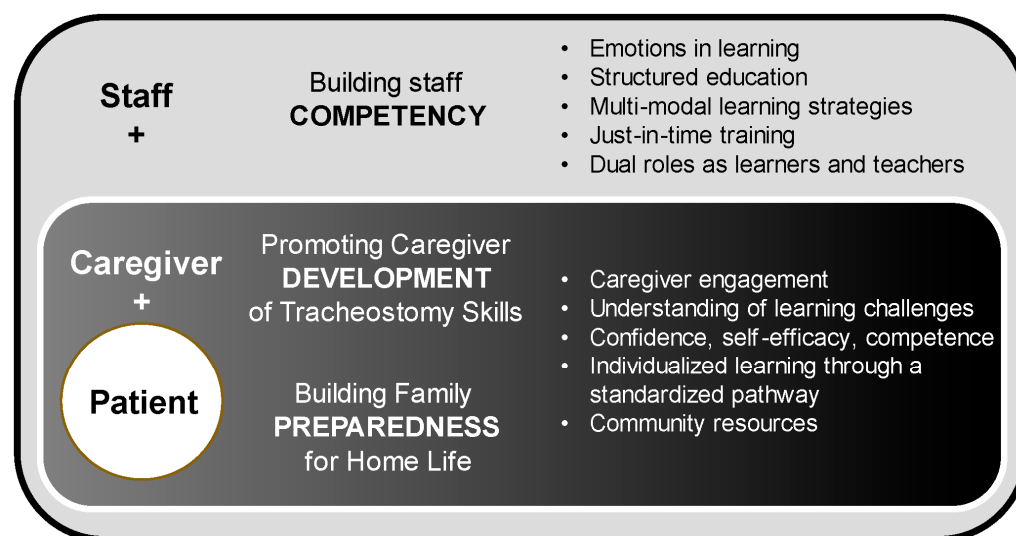 Staff
+
Building staff
COMPETENCY
• Emotions in learning
• Structured education
• Multi-modal learning strategies
• Just-in-time training
• Dual roles as learners and teachers
Caregiver
+
Patient
Promoting Caregiver
DEVELOPMENT
of Tracheostomy Skills
Building Family
PREPAREDNESS
for Home Life
• Caregiver engagement
• Understanding of learning challenges
• Confidence, self-efficacy, competence
• Individualized learning through a
standardized pathway
• Community resources